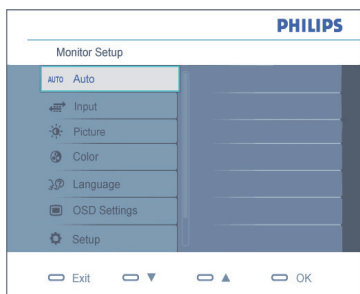 PHILIPS
Monitor Setup
AUTO Auto
Input
Picture
Color
Language
OSD Settings
Setup
Exit ▼ ▲ OK